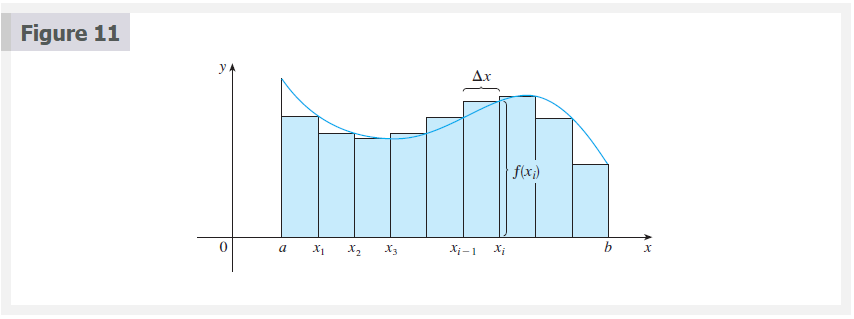 Figure 11
y
Δx
f(xᵢ)
0 a x₁ x₂ x₃ xᵢ₋₁ xᵢ b x